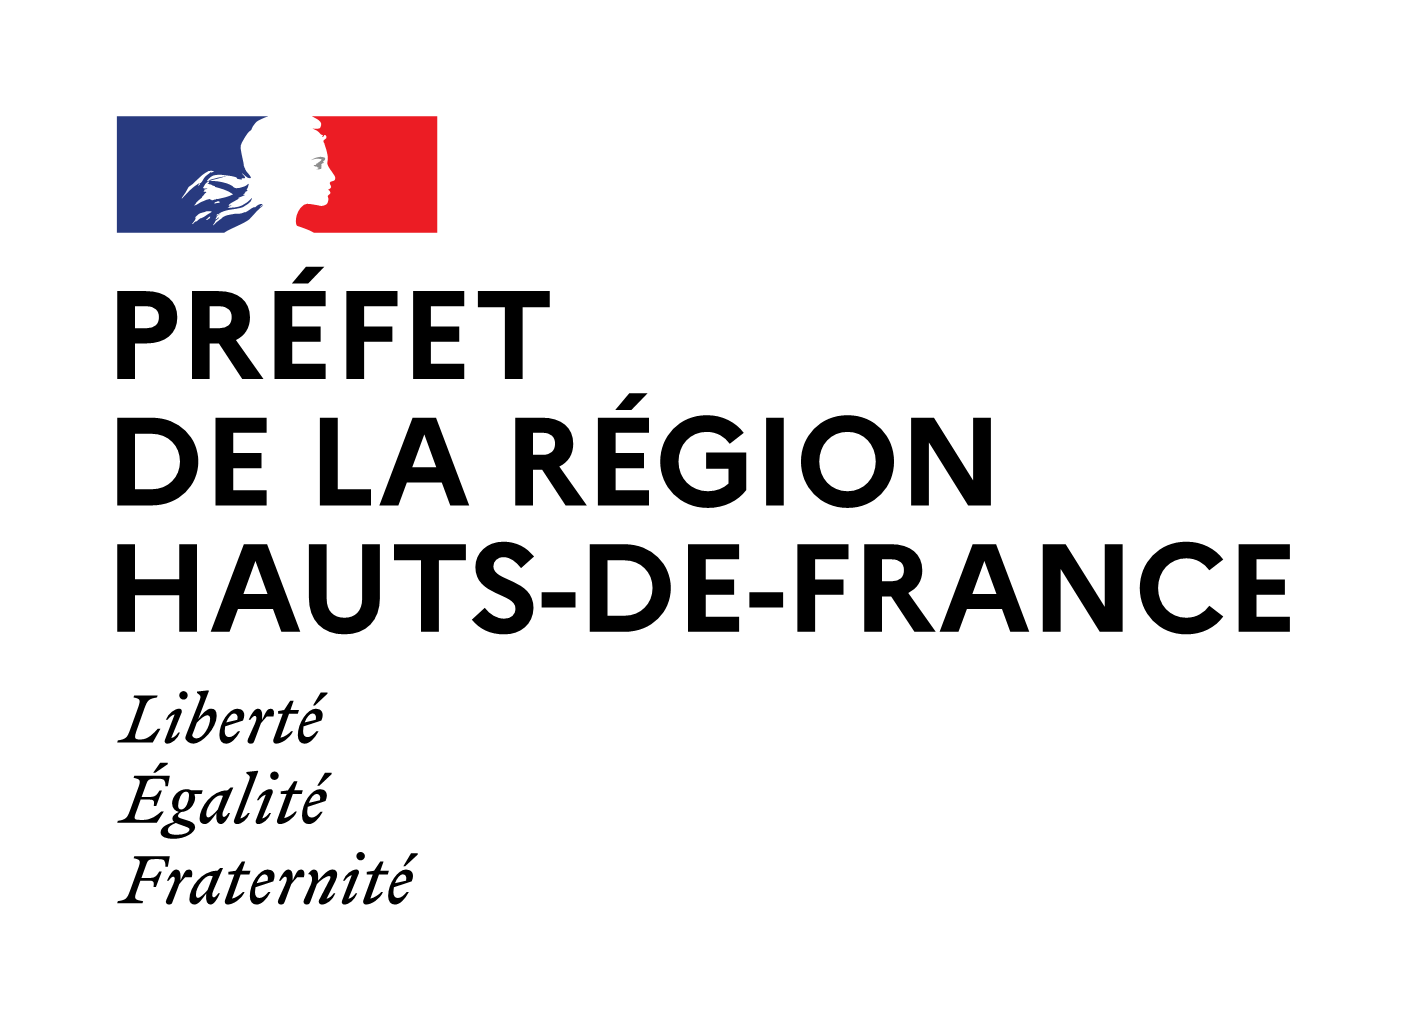 PRÉFET
DE LA RÉGION
HAUTS-DE-FRANCE
Liberté
Égalité
Fraternité